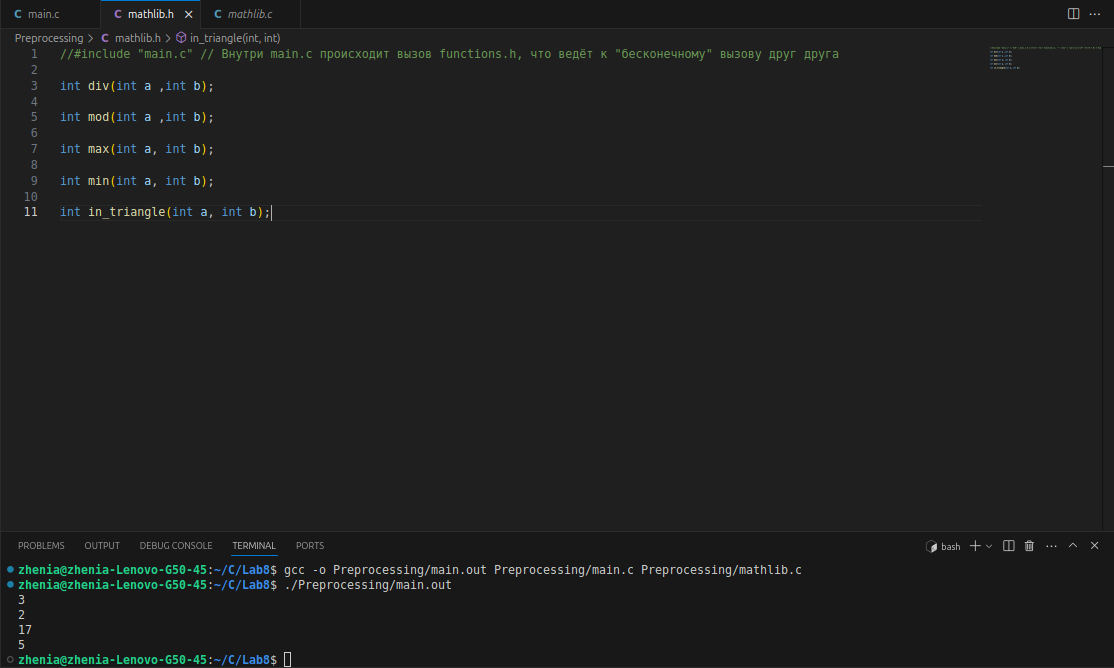 C main.c C mathlib.h × C mathlib.c ···
Preprocessing > C mathlib.h > in_triangle(int, int)
1 //#include "main.c" // Внутри main.c происходит вызов functions.h, что ведёт к "бесконечному" вызову друг друга
2
3 int div(int a ,int b);
4
5 int mod(int a ,int b);
6
7 int max(int a, int b);
8
9 int min(int a, int b);
10
11 int in_triangle(int a, int b);
PROBLEMS OUTPUT DEBUG CONSOLE TERMINAL PORTS bash
zhenia@zhenia-Lenovo-G50-45:~/C/Lab8$ gcc -o Preprocessing/main.out Preprocessing/main.c Preprocessing/mathlib.c
zhenia@zhenia-Lenovo-G50-45:~/C/Lab8$ ./Preprocessing/main.out
3
2
17
5
zhenia@zhenia-Lenovo-G50-45:~/C/Lab8$